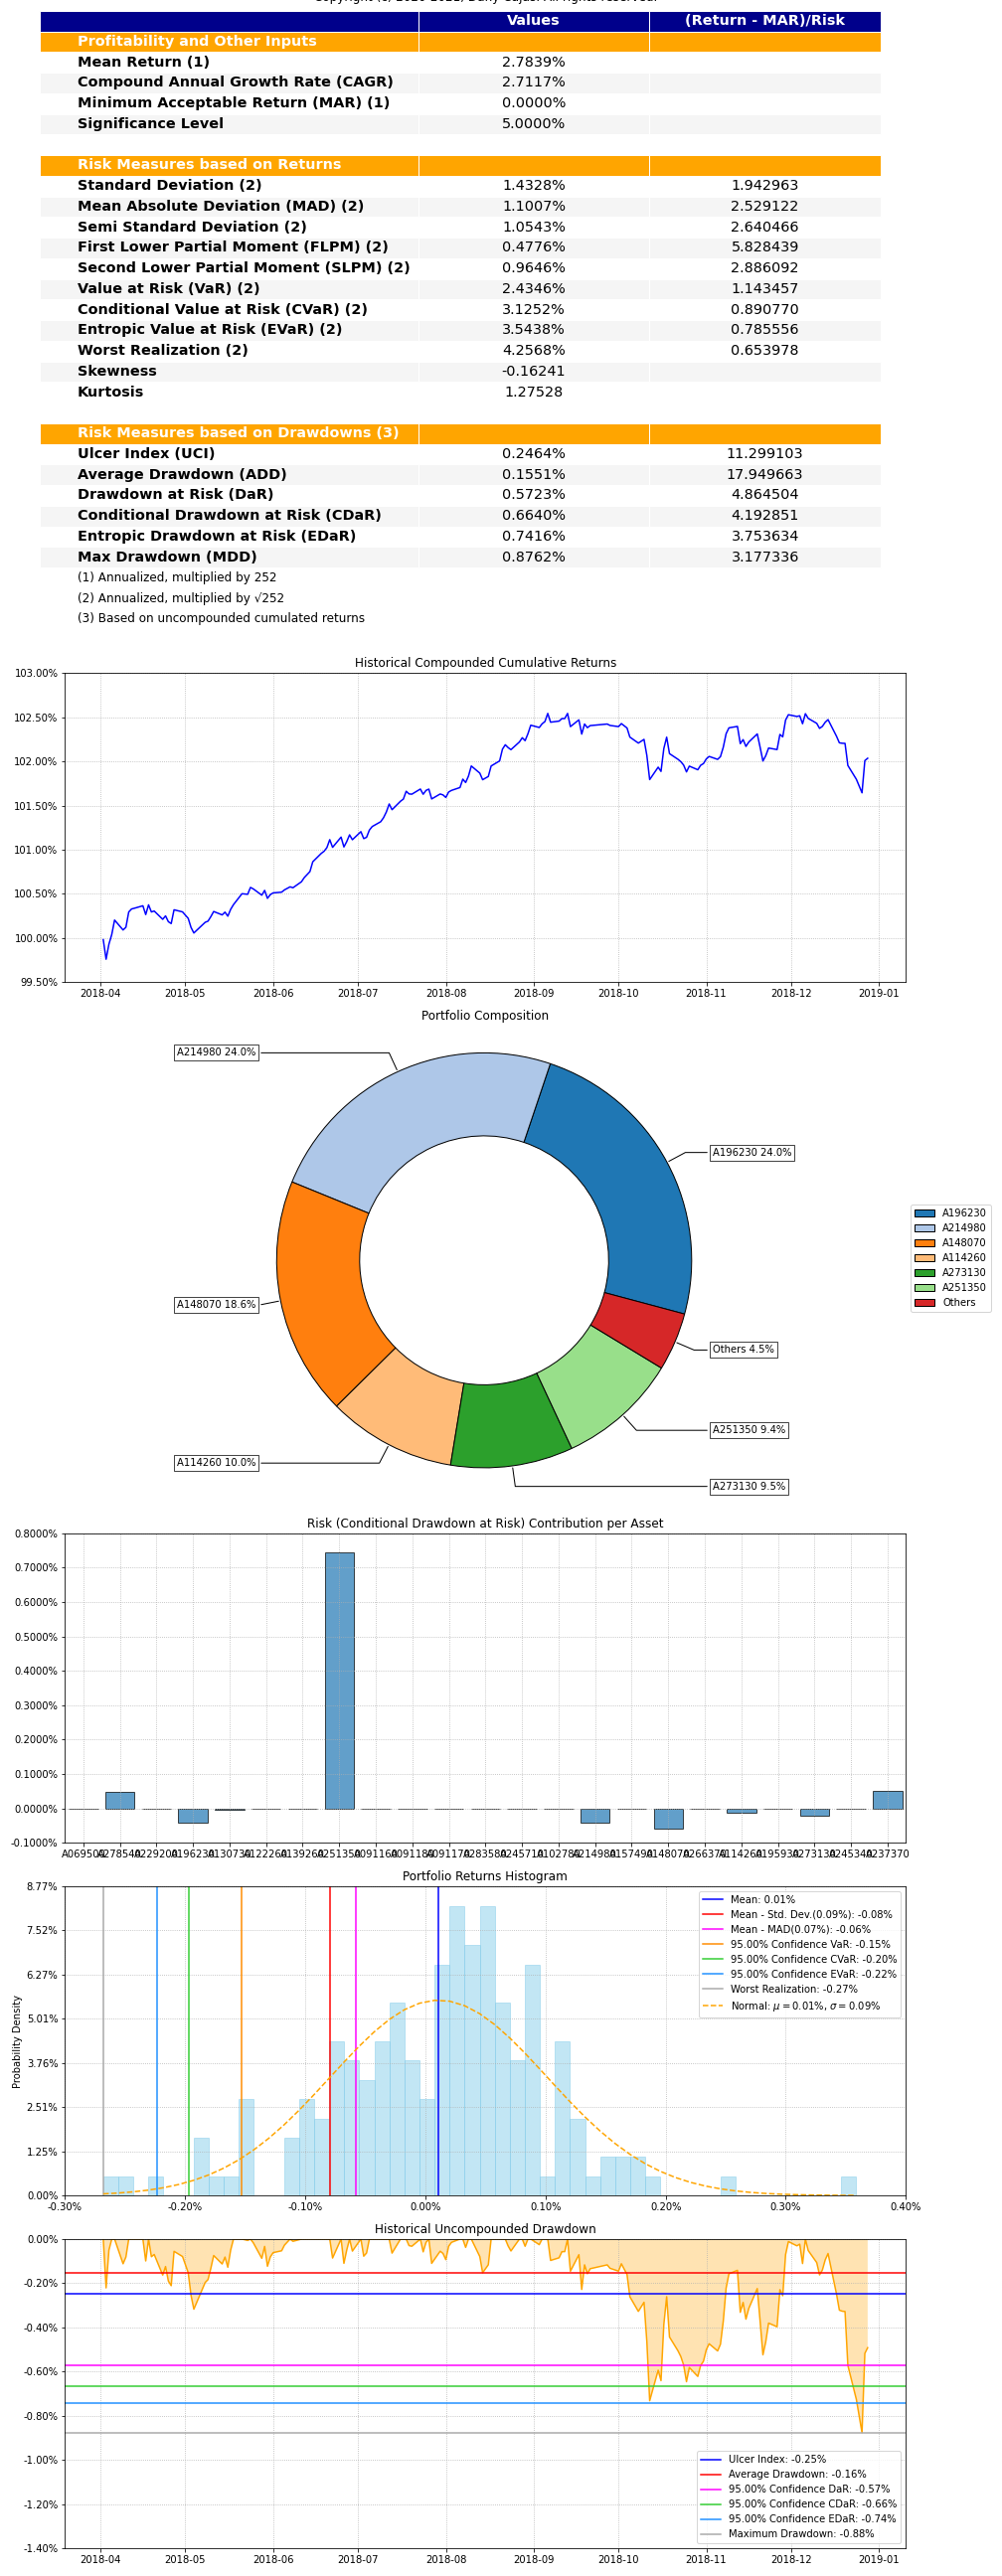 Values (Return - MAR)/Risk
Profitability and Other Inputs
Mean Return (1) 2.7839%
Compound Annual Growth Rate (CAGR) 2.7117%
Minimum Acceptable Return (MAR) (1) 0.0000%
Significance Level 5.0000%
Risk Measures based on Returns
Standard Deviation (2) 1.4328% 1.942963
Mean Absolute Deviation (MAD) (2) 1.1007% 2.529122
Semi Standard Deviation (2) 1.0543% 2.640466
First Lower Partial Moment (FLPM) (2) 0.4776% 5.828439
Second Lower Partial Moment (SLPM) (2) 0.9646% 2.886092
Value at Risk (VaR) (2) 2.4346% 1.143457
Conditional Value at Risk (CVaR) (2) 3.1252% 0.890770
Entropic Value at Risk (EVaR) (2) 3.5438% 0.785556
Worst Realization (2) 4.2568% 0.653978
Skewness -0.16241
Kurtosis 1.27528
Risk Measures based on Drawdowns (3)
Ulcer Index (UCI) 0.2464% 11.299103
Average Drawdown (ADD) 0.1551% 17.949663
Drawdown at Risk (DaR) 0.5723% 4.864504
Conditional Drawdown at Risk (CDaR) 0.6640% 4.192851
Entropic Drawdown at Risk (EDaR) 0.7416% 3.753634
Max Drawdown (MDD) 0.8762% 3.177336
(1) Annualized, multiplied by 252
(2) Annualized, multiplied by √252
(3) Based on uncompounded cumulated returns
Historical Compounded Cumulative Returns
103.00%
102.50%
102.00%
101.50%
101.00%
100.50%
100.00%
99.50%
2018-04 2018-05 2018-06 2018-07 2018-08 2018-09 2018-10 2018-11 2018-12 2019-01
Portfolio Composition
A214980 24.0%
A196230 24.0%
A148070 18.6%
Others 4.5%
A251350 9.4%
A114260 10.0%
A273130 9.5%
A196230
A214980
A148070
A114260
A273130
A251350
Others
Risk (Conditional Drawdown at Risk) Contribution per Asset
0.8000%
0.7000%
0.6000%
0.5000%
0.4000%
0.3000%
0.2000%
0.1000%
0.0000%
-0.1000%
A237370
Portfolio Returns Histogram
Probability Density
8.77%
7.52%
6.27%
5.01%
3.76%
2.51%
1.25%
0.00%
-0.30% -0.20% -0.10% 0.00% 0.10% 0.20% 0.30% 0.40%
Mean: 0.01%
Mean - Std. Dev.(0.09%): -0.08%
Mean - MAD(0.07%): -0.06%
95.00% Confidence VaR: -0.15%
95.00% Confidence CVaR: -0.20%
95.00% Confidence EVaR: -0.22%
Worst Realization: -0.27%
Normal: μ = 0.01%, σ = 0.09%
Historical Uncompounded Drawdown
0.00%
-0.20%
-0.40%
-0.60%
-0.80%
-1.00%
-1.20%
-1.40%
2018-04 2018-05 2018-06 2018-07 2018-08 2018-09 2018-10 2018-11 2018-12 2019-01
Ulcer Index: -0.25%
Average Drawdown: -0.16%
95.00% Confidence DaR: -0.57%
95.00% Confidence CDaR: -0.66%
95.00% Confidence EDaR: -0.74%
Maximum Drawdown: -0.88%